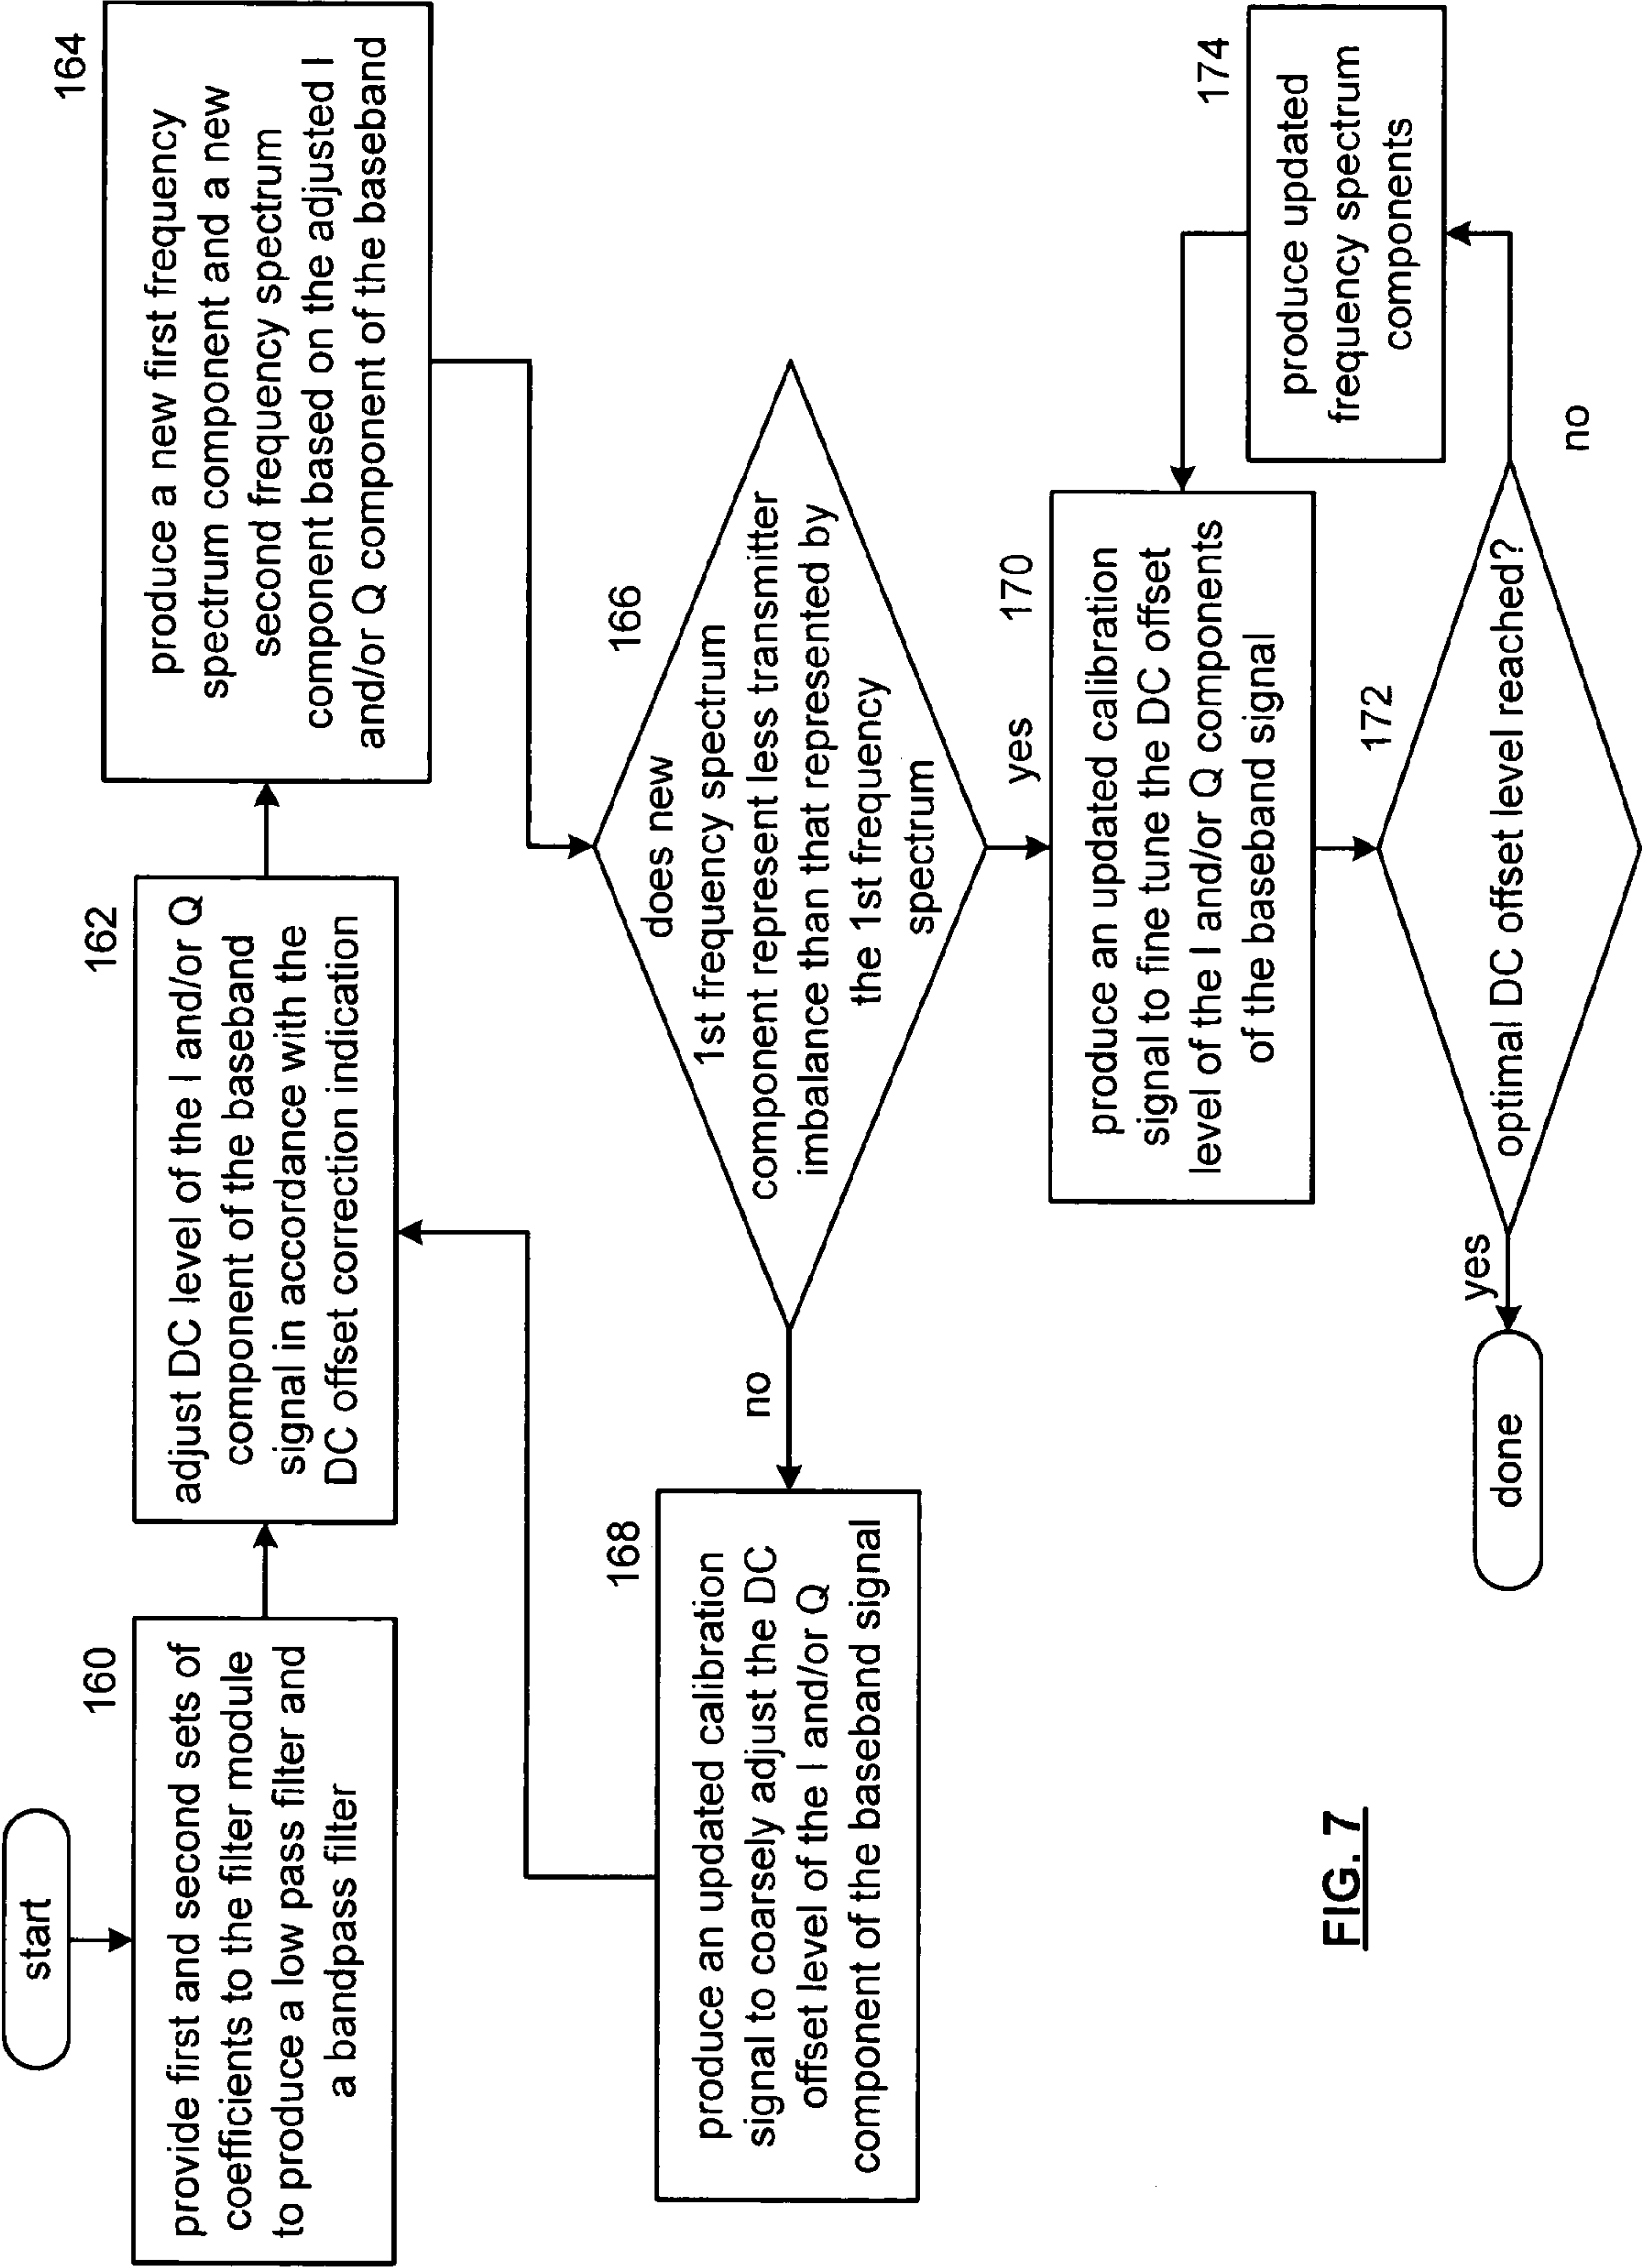 start
160
provide first and second sets of
coefficients to the filter module
to produce a low pass filter and
a bandpass filter
162
adjust DC level of the I and/or Q
component of the baseband
signal in accordance with the
DC offset correction indication
164
produce a new first frequency
spectrum component and a new
second frequency spectrum
component based on the adjusted I
and/or Q component of the baseband
166
does new
1st frequency spectrum
component represent less transmitter
imbalance than that represented by
the 1st frequency
spectrum
no
168
produce an updated calibration
signal to coarsely adjust the DC
offset level of the I and/or Q
component of the baseband signal
yes
170
produce an updated calibration
signal to fine tune the DC offset
level of the I and/or Q components
of the baseband signal
172
optimal DC offset level reached?
no
174
produce updated
frequency spectrum
components
yes
done
FIG. 7